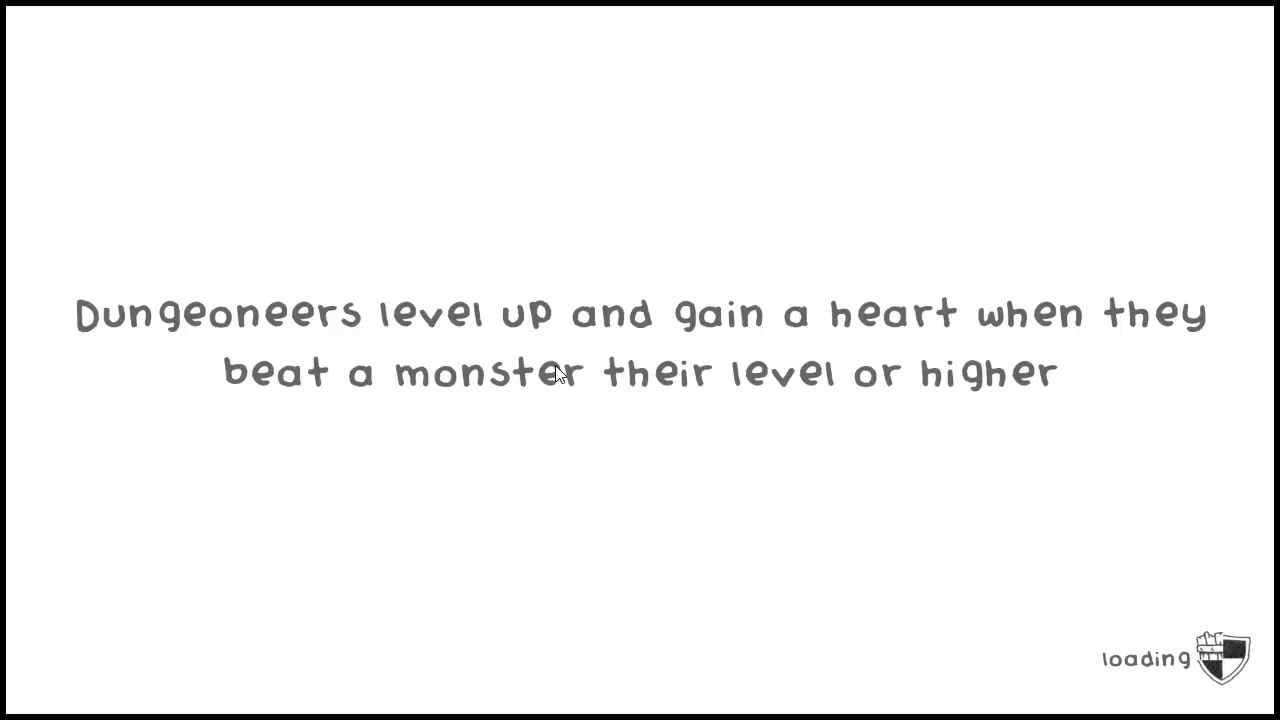 Dungeoneers level up and gain a heart when they
beat a monster their level or higher
loading